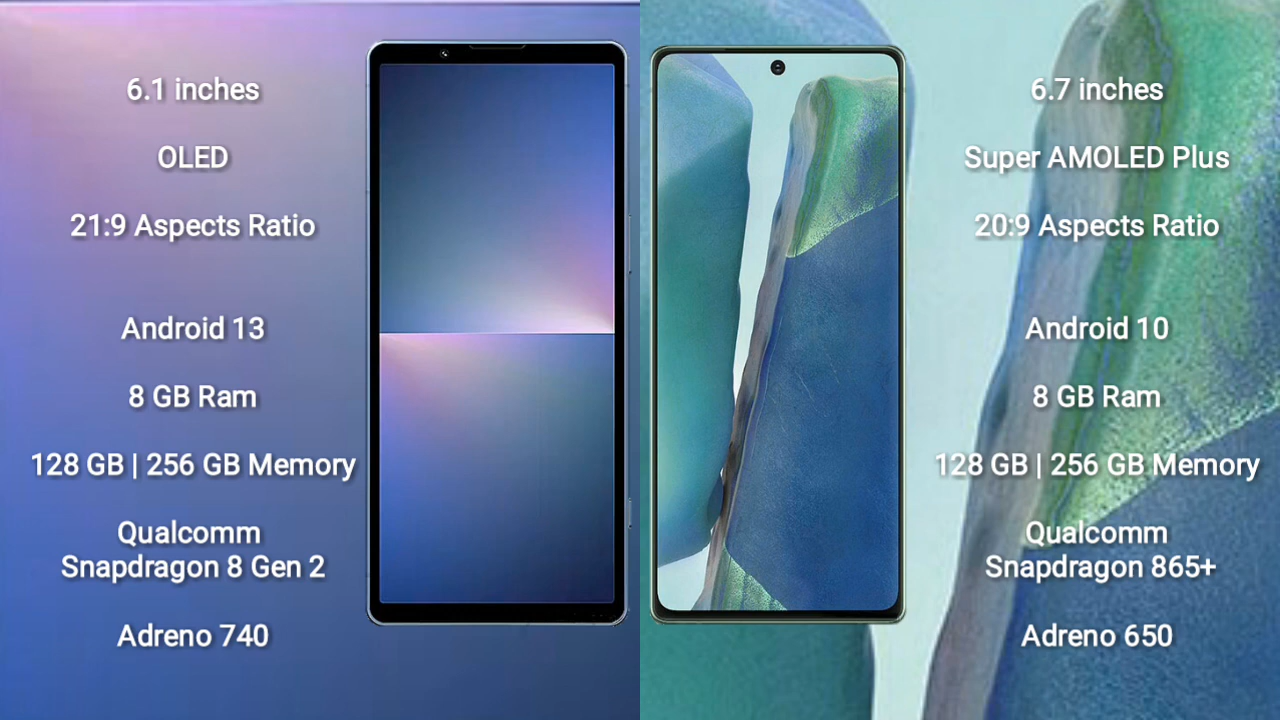 6.1 inches
OLED
21:9 Aspects Ratio
Android 13
8 GB Ram
128 GB | 256 GB Memory
Qualcomm
Snapdragon 8 Gen 2
Adreno 740
6.7 inches
Super AMOLED Plus
20:9 Aspects Ratio
Android 10
8 GB Ram
128 GB | 256 GB Memory
Qualcomm
Snapdragon 865+
Adreno 650